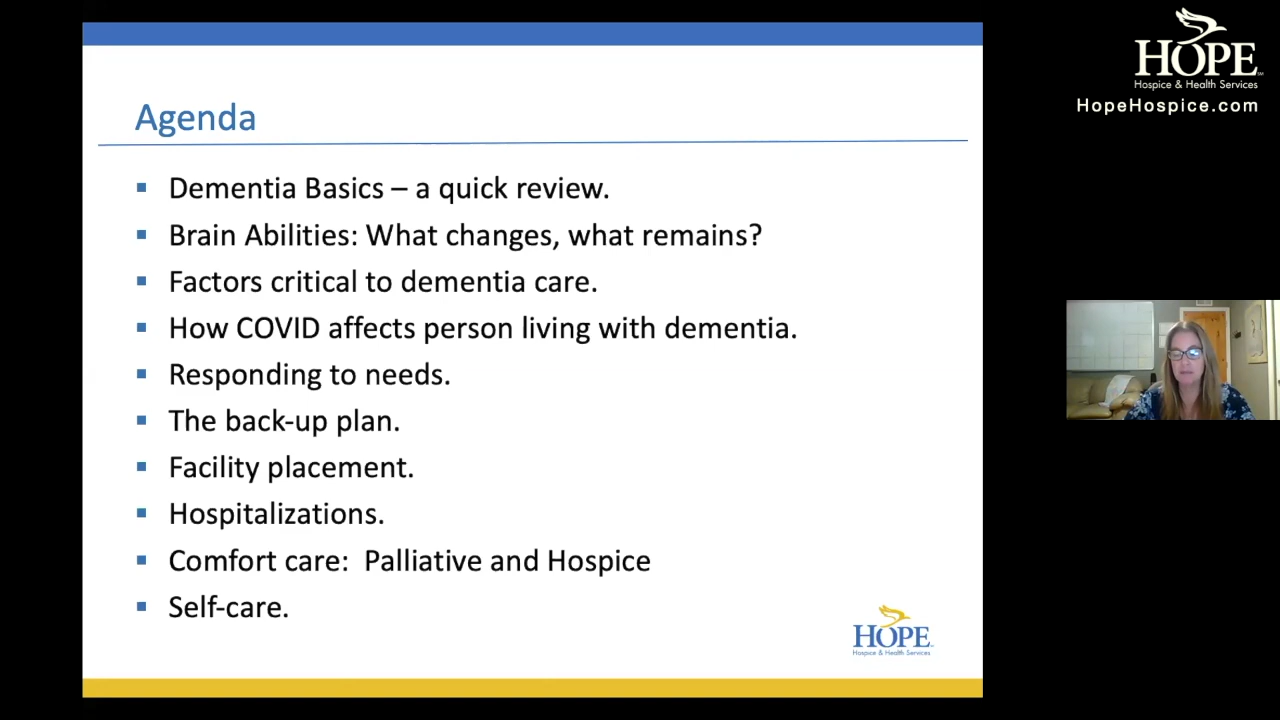 Agenda
▪ Dementia Basics – a quick review.
▪ Brain Abilities: What changes, what remains?
▪ Factors critical to dementia care.
▪ How COVID affects person living with dementia.
▪ Responding to needs.
▪ The back-up plan.
▪ Facility placement.
▪ Hospitalizations.
▪ Comfort care:  Palliative and Hospice
▪ Self-care.
HOPE
Hospice & Health Services
HOPE
Hospice & Health Services
HopeHospice.com